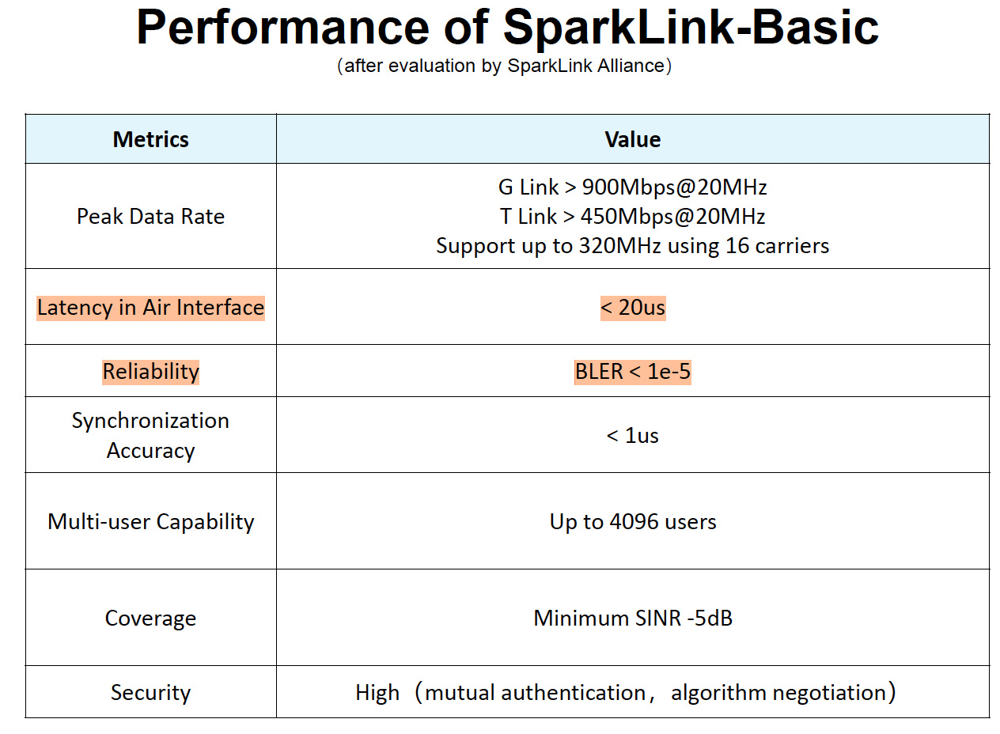 Performance of SparkLink-Basic
（after evaluation by SparkLink Alliance）
Metrics
Value
Peak Data Rate
G Link > 900Mbps@20MHz
T Link > 450Mbps@20MHz
Support up to 320MHz using 16 carriers
Latency in Air Interface
< 20us
Reliability
BLER < 1e-5
Synchronization
Accuracy
< 1us
Multi-user Capability
Up to 4096 users
Coverage
Minimum SINR -5dB
Security
High（mutual authentication，algorithm negotiation）